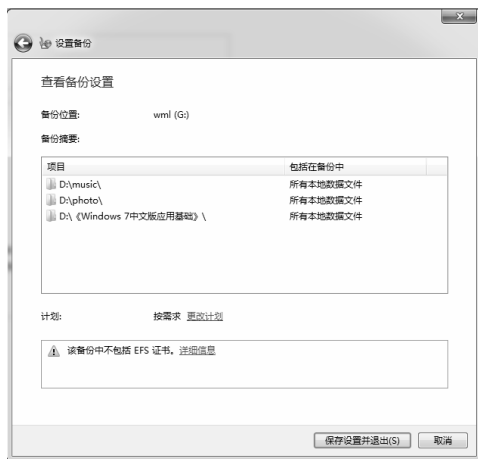 设置备份
查看备份设置
备份位置: wml (G:)
备份摘要:
项目 包括在备份中
D:\music\ 所有本地数据文件
D:\photo\ 所有本地数据文件
D:\《Windows 7中文版应用基础》\ 所有本地数据文件
计划: 按需求 更改计划
该备份中不包括 EFS 证书。详细信息
保存设置并退出(S) 取消